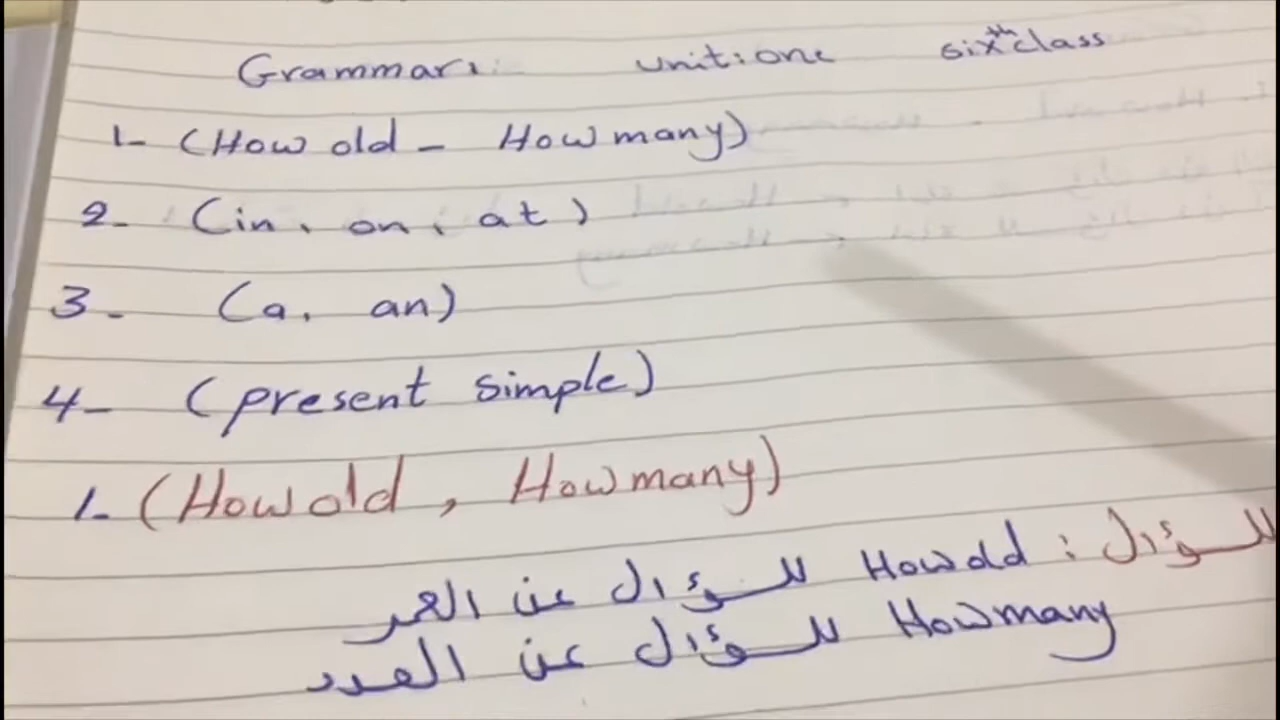 Grammar: unit:one sixth class
1- (How old - How many)
2- (in, on, at)
3- (a, an)
4- (present simple)
1- (How old, How many)
للسؤال : How old للسؤال عن العمر
How many للسؤال عن العدد